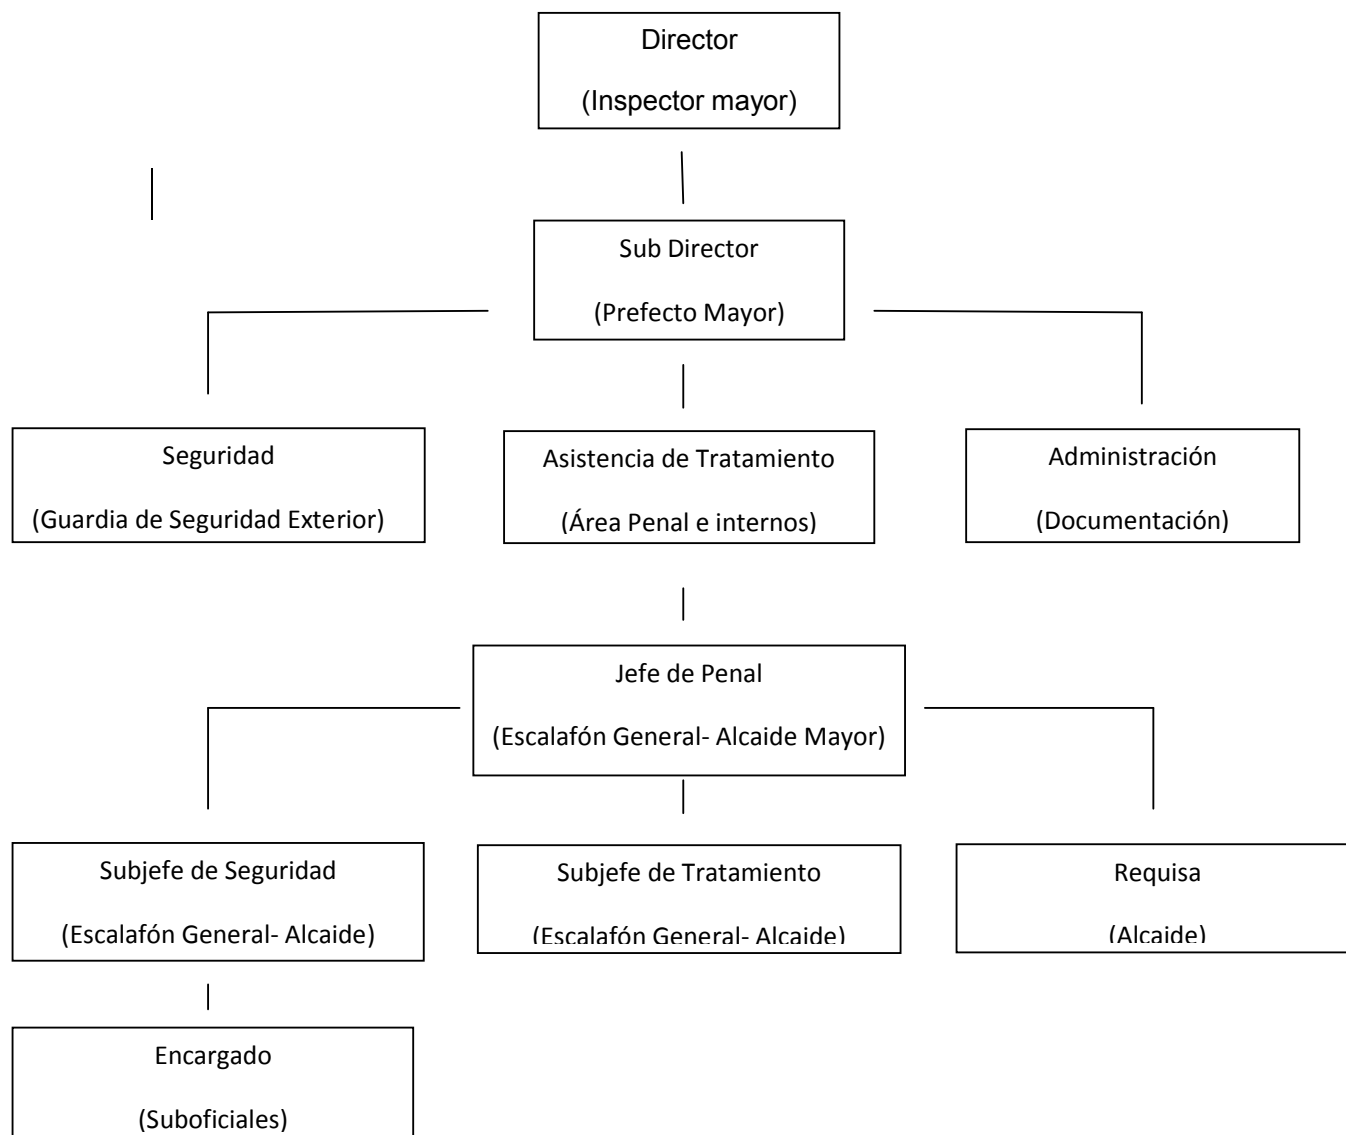 Director
(Inspector mayor)
Sub Director
(Prefecto Mayor)
Seguridad
(Guardia de Seguridad Exterior)
Asistencia de Tratamiento
(Área Penal e internos)
Administración
(Documentación)
Jefe de Penal
(Escalafón General- Alcaide Mayor)
Subjefe de Seguridad
(Escalafón General- Alcaide)
Subjefe de Tratamiento
(Escalafón General- Alcaide)
Requisa
(Alcaide)
Encargado
(Suboficiales)